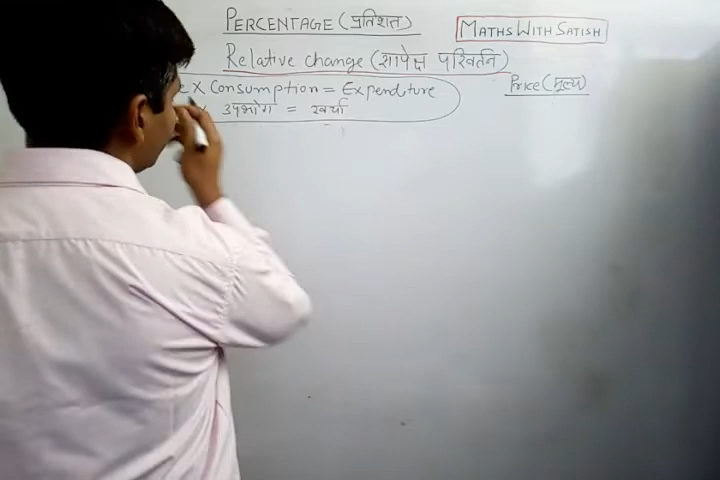 PERCENTAGE (प्रतिशत)
MATHS WITH SATISH
Relative change (सापेक्ष परिवर्तन)
X Consumption = Expenditure
Price (मूल्य)
उपभोग = खर्चा